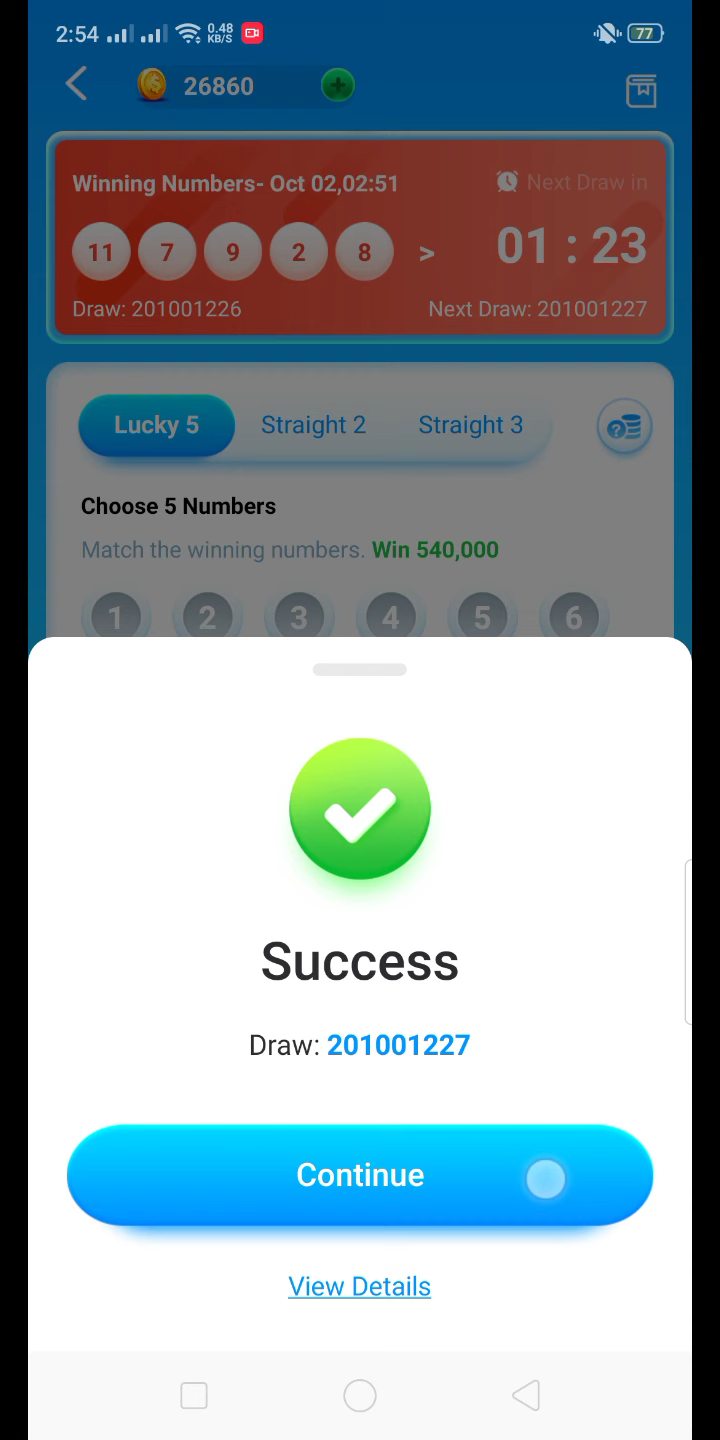 2:54 0.48 KB/S 77
26860
Winning Numbers- Oct 02,02:51 Next Draw in
11 7 9 2 8 > 01 : 23
Draw: 201001226 Next Draw: 201001227
Lucky 5 Straight 2 Straight 3
Choose 5 Numbers
Match the winning numbers. Win 540,000
1 2 3 4 5 6
Success
Draw: 201001227
Continue
View Details